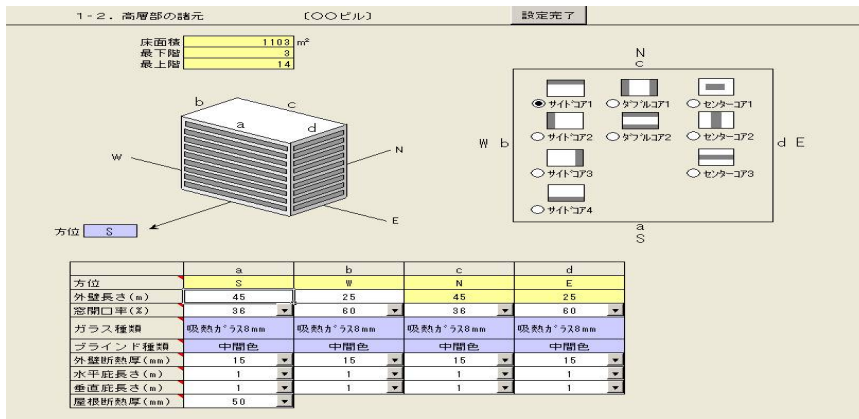 1-2. 高層部の諸元 〔〇〇ビル〕 設定完了
床面積 1103 m²
最下階 3
最上階 14
N
c
サイドコア1 ダブルコア1 センターコア1
サイドコア2 ダブルコア2 センターコア2
サイドコア3 センターコア3
サイドコア4
W b
d E
a
S
b c
a d
W N
E
方位 S
a b c d
方位 S W N E
外壁長さ(m) 45 25 45 25
窓開口率(%) 36 60 36 60
ガラス種類 吸熱ガラス8mm 吸熱ガラス8mm 吸熱ガラス8mm 吸熱ガラス8mm
ブラインド種類 中間色 中間色 中間色 中間色
外壁断熱厚(mm) 15 15 15 15
水平庇長さ(m) 1 1 1 1
垂直庇長さ(m) 1 1 1 1
屋根断熱厚(mm) 50